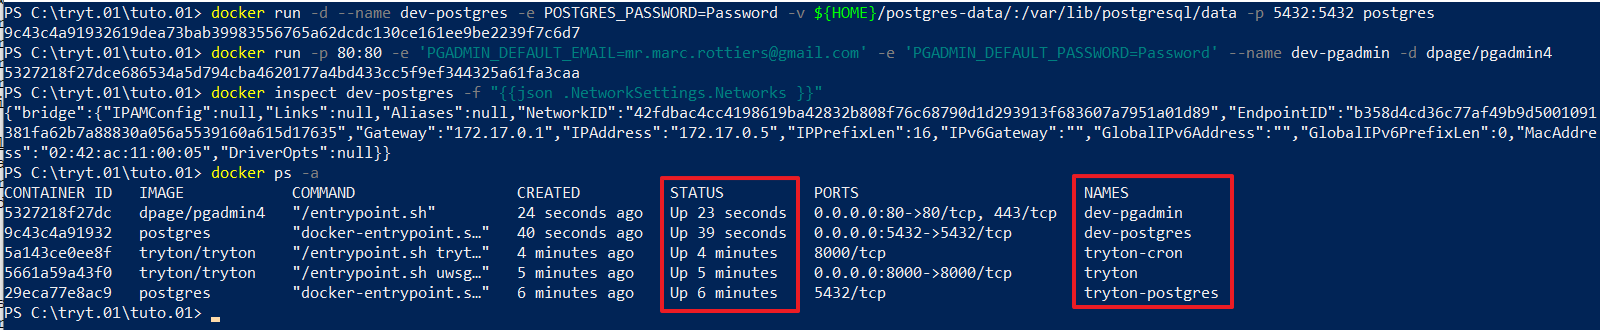 PS C:\tryt.01\tuto.01> docker run -d --name dev-postgres -e POSTGRES_PASSWORD=Password -v ${HOME}/postgres-data/:/var/lib/postgresql/data -p 5432:5432 postgres
9c43c4a91932619dea73bab39983556765a62dcdc130ce161ee9be2239f7c6d7
PS C:\tryt.01\tuto.01> docker run -p 80:80 -e 'PGADMIN_DEFAULT_EMAIL=mr.marc.rottiers@gmail.com' -e 'PGADMIN_DEFAULT_PASSWORD=Password' --name dev-pgadmin -d dpage/pgadmin4
5327218f27dce686534a5d794cba4620177a4bd433cc5f9ef344325a61fa3caa
PS C:\tryt.01\tuto.01> docker inspect dev-postgres -f "{{json .NetworkSettings.Networks }}"
{"bridge":{"IPAMConfig":null,"Links":null,"Aliases":null,"NetworkID":"42fdbac4cc4198619ba42832b808f76c68790d1d293913f683607a7951a01d89","EndpointID":"b358d4cd36c77af49b9d5001091
381fa62b7a88830a056a5539160a615d17635","Gateway":"172.17.0.1","IPAddress":"172.17.0.5","IPPrefixLen":16,"IPv6Gateway":"","GlobalIPv6Address":"","GlobalIPv6PrefixLen":0,"MacAddre
ss":"02:42:ac:11:00:05","DriverOpts":null}}
PS C:\tryt.01\tuto.01> docker ps -a
CONTAINER ID   IMAGE            COMMAND                  CREATED          STATUS          PORTS                         NAMES
5327218f27dc   dpage/pgadmin4   "/entrypoint.sh"         24 seconds ago   Up 23 seconds   0.0.0.0:80->80/tcp, 443/tcp   dev-pgadmin
9c43c4a91932   postgres         "docker-entrypoint.s…"   40 seconds ago   Up 39 seconds   0.0.0.0:5432->5432/tcp        dev-postgres
5a143ce0ee8f   tryton/tryton    "/entrypoint.sh tryt…"   4 minutes ago    Up 4 minutes    8000/tcp                      tryton-cron
5661a59a43f0   tryton/tryton    "/entrypoint.sh uwsg…"   5 minutes ago    Up 5 minutes    0.0.0.0:8000->8000/tcp        tryton
29eca77e8ac9   postgres         "docker-entrypoint.s…"   6 minutes ago    Up 6 minutes    5432/tcp                      tryton-postgres
PS C:\tryt.01\tuto.01>